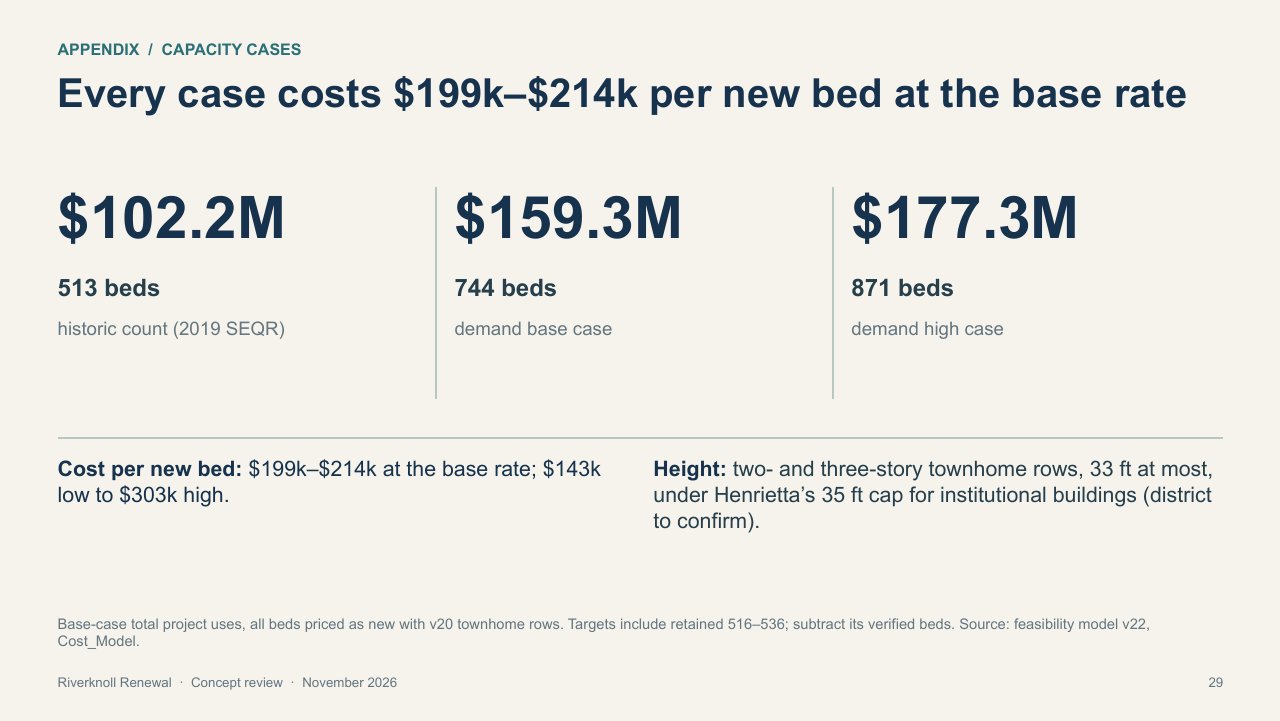 APPENDIX / CAPACITY CASES
Every case costs $199k–$214k per new bed at the base rate
$102.2M
513 beds
historic count (2019 SEQR)
$159.3M
744 beds
demand base case
$177.3M
871 beds
demand high case
Cost per new bed: $199k–$214k at the base rate; $143k
low to $303k high.
Height: two- and three-story townhome rows, 33 ft at most,
under Henrietta’s 35 ft cap for institutional buildings (district
to confirm).
Base-case total project uses, all beds priced as new with v20 townhome rows. Targets include retained 516–536; subtract its verified beds. Source: feasibility model v22,
Cost_Model.
Riverknoll Renewal · Concept review · November 2026
29